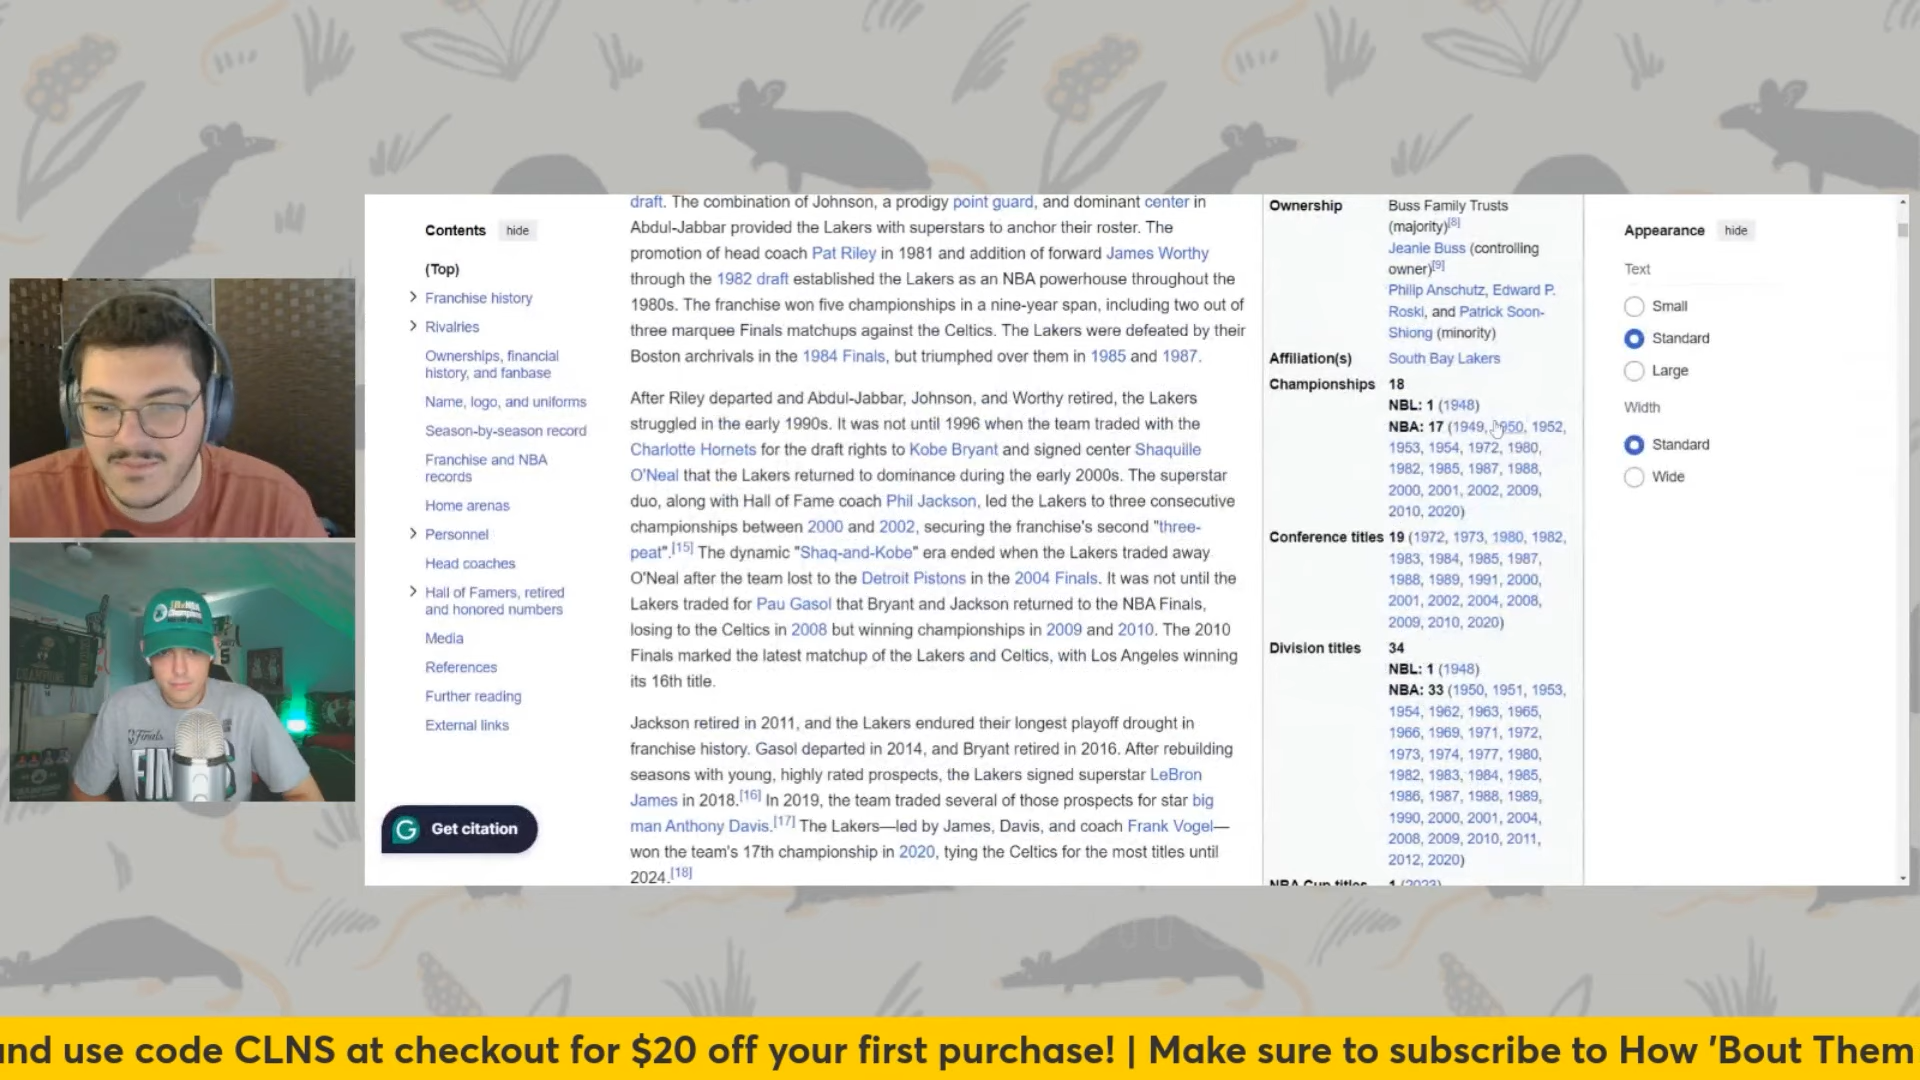 Contents hide
(Top)
Franchise history
Rivalries
Ownerships, financial
history, and fanbase
Name, logo, and uniforms
Season-by-season record
Franchise and NBA
records
Home arenas
Personnel
Head coaches
Hall of Famers, retired
and honored numbers
Media
References
Further reading
External links
Get citation
draft. The combination of Johnson, a prodigy point guard, and dominant center in
Abdul-Jabbar provided the Lakers with superstars to anchor their roster. The
promotion of head coach Pat Riley in 1981 and addition of forward James Worthy
through the 1982 draft established the Lakers as an NBA powerhouse throughout the
1980s. The franchise won five championships in a nine-year span, including two out of
three marquee Finals matchups against the Celtics. The Lakers were defeated by their
Boston archrivals in the 1984 Finals, but triumphed over them in 1985 and 1987.
After Riley departed and Abdul-Jabbar, Johnson, and Worthy retired, the Lakers
struggled in the early 1990s. It was not until 1996 when the team traded with the
Charlotte Hornets for the draft rights to Kobe Bryant and signed center Shaquille
O'Neal that the Lakers returned to dominance during the early 2000s. The superstar
duo, along with Hall of Fame coach Phil Jackson, led the Lakers to three consecutive
championships between 2000 and 2002, securing the franchise's second "three-
peat".[15] The dynamic "Shaq-and-Kobe" era ended when the Lakers traded away
O'Neal after the team lost to the Detroit Pistons in the 2004 Finals. It was not until the
Lakers traded for Pau Gasol that Bryant and Jackson returned to the NBA Finals,
losing to the Celtics in 2008 but winning championships in 2009 and 2010. The 2010
Finals marked the latest matchup of the Lakers and Celtics, with Los Angeles winning
its 16th title.
Jackson retired in 2011, and the Lakers endured their longest playoff drought in
franchise history. Gasol departed in 2014, and Bryant retired in 2016. After rebuilding
seasons with young, highly rated prospects, the Lakers signed superstar LeBron
James in 2018.[16] In 2019, the team traded several of those prospects for star big
man Anthony Davis.[17] The Lakers—led by James, Davis, and coach Frank Vogel—
won the team's 17th championship in 2020, tying the Celtics for the most titles until
2024.[18]
Ownership Buss Family Trusts
(majority)[8]
Jeanie Buss (controlling
owner)[9]
Philip Anschutz, Edward P.
Roski, and Patrick Soon-
Shiong (minority)
Affiliation(s) South Bay Lakers
Championships 18
NBL: 1 (1948)
NBA: 17 (1949, 1950, 1952,
1953, 1954, 1972, 1980,
1982, 1985, 1987, 1988,
2000, 2001, 2002, 2009,
2010, 2020)
Conference titles 19 (1972, 1973, 1980, 1982,
1983, 1984, 1985, 1987,
1988, 1989, 1991, 2000,
2001, 2002, 2004, 2008,
2009, 2010, 2020)
Division titles 34
NBL: 1 (1948)
NBA: 33 (1950, 1951, 1953,
1954, 1962, 1963, 1965,
1966, 1969, 1971, 1972,
1973, 1974, 1977, 1980,
1982, 1983, 1984, 1985,
1986, 1987, 1988, 1989,
1990, 2000, 2001, 2004,
2008, 2009, 2010, 2011,
2012, 2020)
NBA Cup titles 1 (2023)
Appearance hide
Text
Small
Standard
Large
Width
Standard
Wide
Finals
FIN
and use code CLNS at checkout for $20 off your first purchase! | Make sure to subscribe to How 'Bout Them